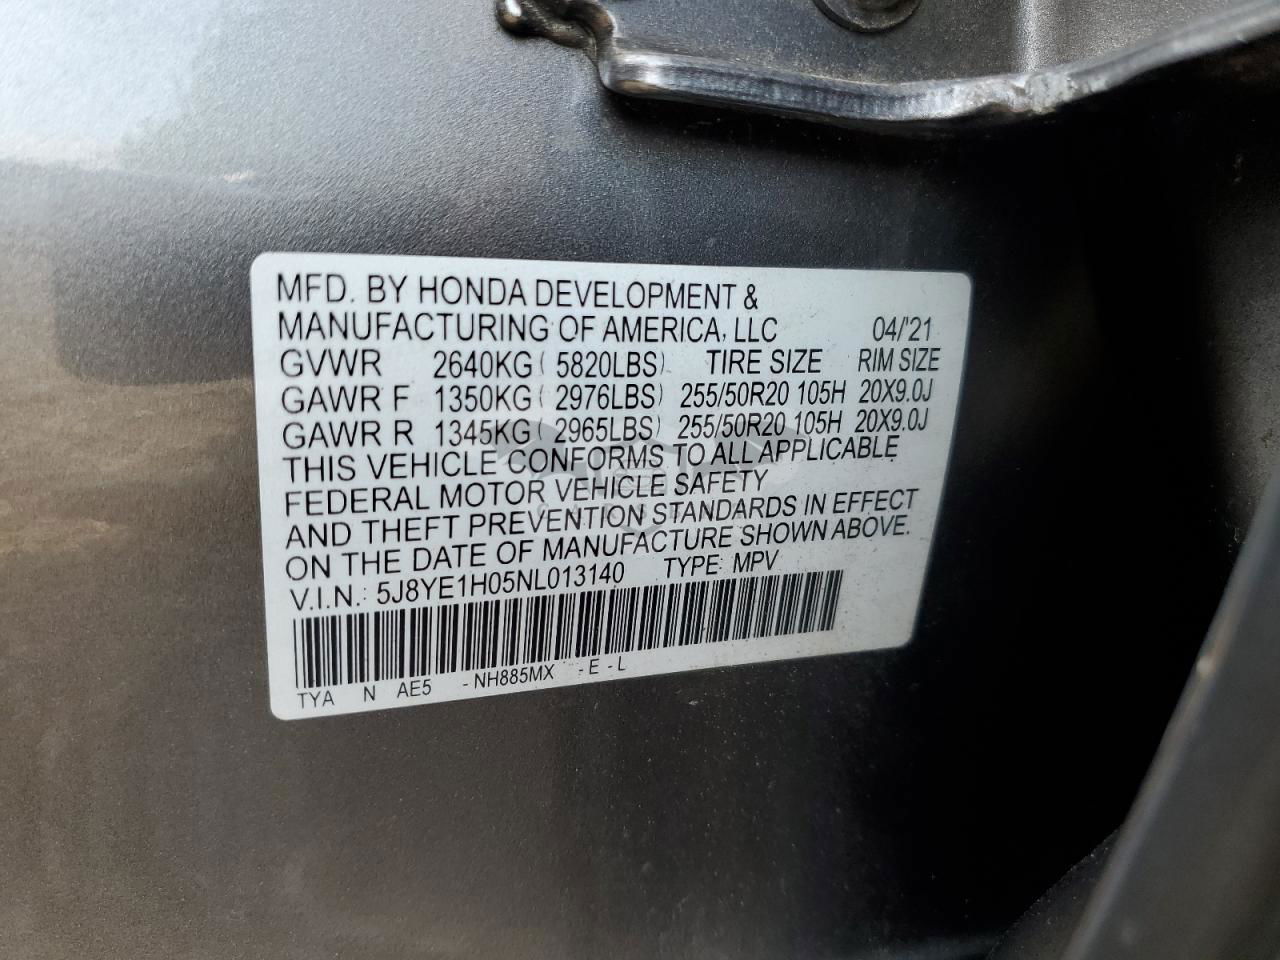 MFD. BY HONDA DEVELOPMENT &
MANUFACTURING OF AMERICA, LLC 04/'21
GVWR 2640KG ( 5820LBS) TIRE SIZE RIM SIZE
GAWR F 1350KG ( 2976LBS) 255/50R20 105H 20X9.0J
GAWR R 1345KG ( 2965LBS) 255/50R20 105H 20X9.0J
THIS VEHICLE CONFORMS TO ALL APPLICABLE
FEDERAL MOTOR VEHICLE SAFETY
AND THEFT PREVENTION STANDARDS IN EFFECT
ON THE DATE OF MANUFACTURE SHOWN ABOVE.
V.I.N.: 5J8YE1H05NL013140 TYPE: MPV
TYA N AE5 - NH885MX - E - L